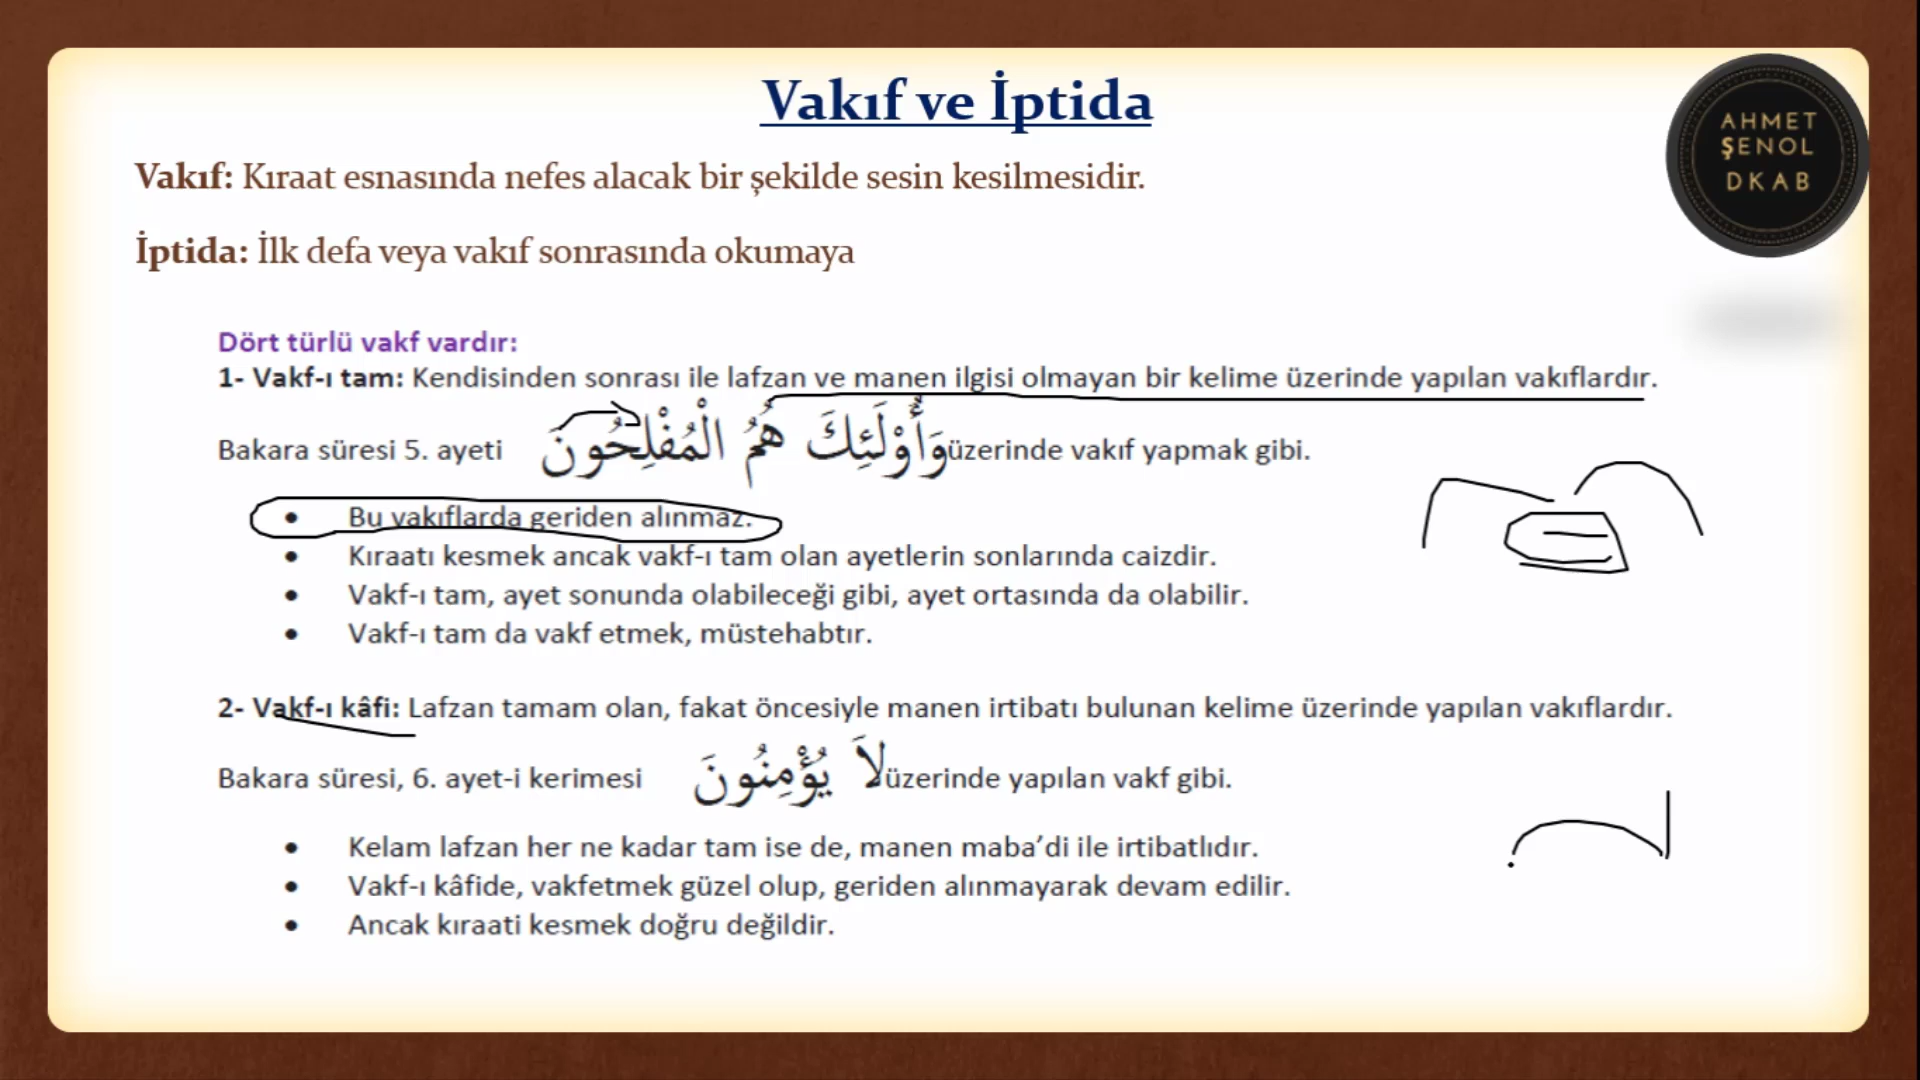 Vakıf ve İptida
AHMET
ŞENOL
DKAB
Vakıf: Kıraat esnasında nefes alacak bir şekilde sesin kesilmesidir.
İptida: İlk defa veya vakıf sonrasında okumaya
Dört türlü vakf vardır:
1- Vakf-ı tam: Kendisinden sonrası ile lafzan ve manen ilgisi olmayan bir kelime üzerinde yapılan vakıflardır.
Bakara sûresi 5. ayeti وَأُوْلَئِكَ هُمُ الْمُفْلِحُونَ üzerinde vakıf yapmak gibi.
• Bu vakıflarda geriden alınmaz.
• Kıraatı kesmek ancak vakf-ı tam olan ayetlerin sonlarında caizdir.
• Vakf-ı tam, ayet sonunda olabileceği gibi, ayet ortasında da olabilir.
• Vakf-ı tam da vakf etmek, müstehabtır.
2- Vakf-ı kâfi: Lafzan tamam olan, fakat öncesiyle manen irtibatı bulunan kelime üzerinde yapılan vakıflardır.
Bakara sûresi, 6. ayet-i kerimesi لاَ يُؤْمِنُونَ üzerinde yapılan vakf gibi.
• Kelam lafzan her ne kadar tam ise de, manen maba’di ile irtibatlıdır.
• Vakf-ı kâfide, vakfetmek güzel olup, geriden alınmayarak devam edilir.
• Ancak kıraati kesmek doğru değildir.